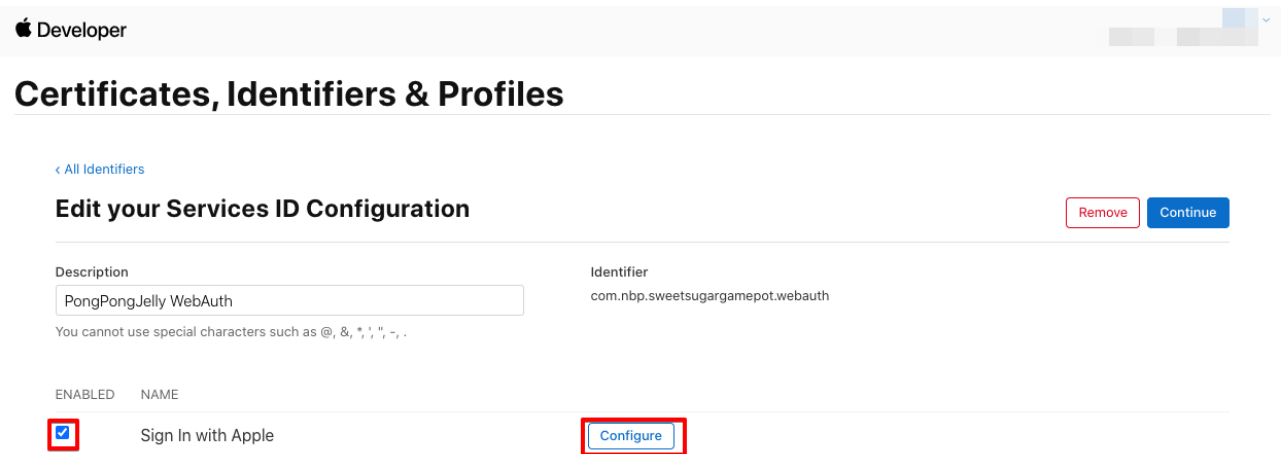 Developer
Certificates, Identifiers & Profiles
‹ All Identifiers
Edit your Services ID Configuration
Remove
Continue
Description
Identifier
PongPongJelly WebAuth
com.nbp.sweetsugargamepot.webauth
You cannot use special characters such as @, &, *, ', ", -, .
ENABLED NAME
Sign In with Apple
Configure